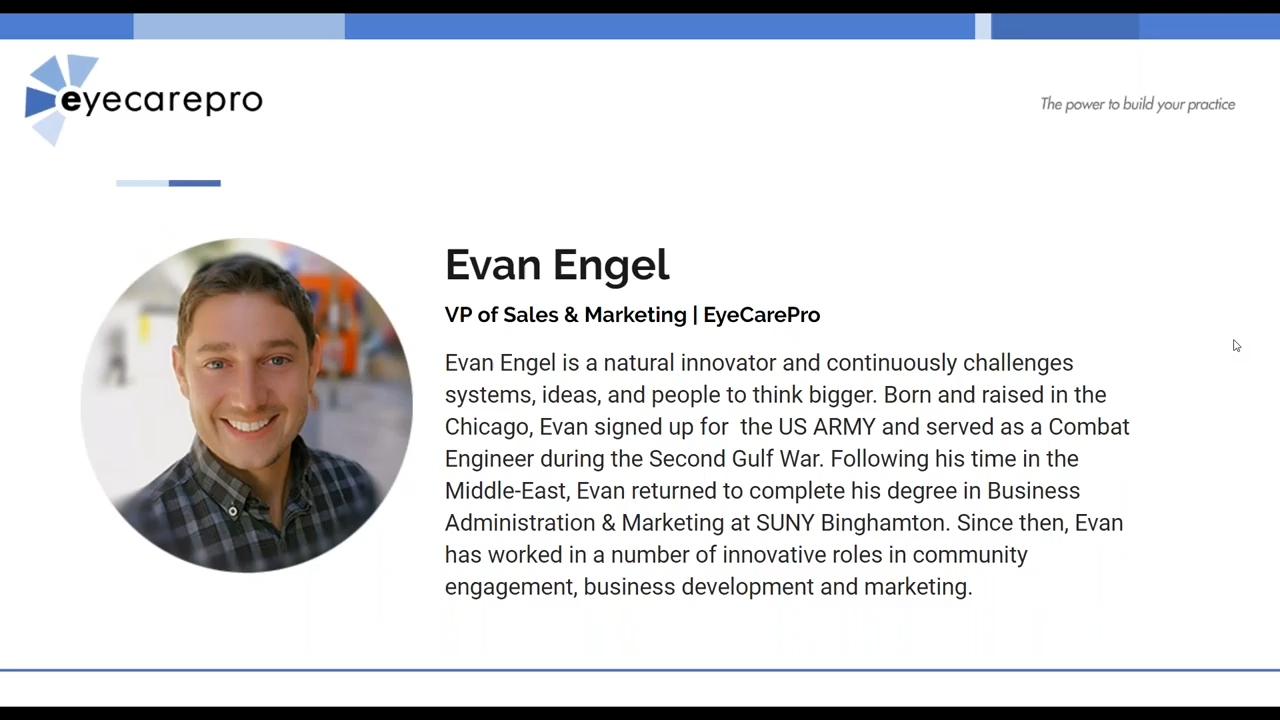 eyecarepro
The power to build your practice
Evan Engel
VP of Sales & Marketing | EyeCarePro
Evan Engel is a natural innovator and continuously challenges
systems, ideas, and people to think bigger. Born and raised in the
Chicago, Evan signed up for  the US ARMY and served as a Combat
Engineer during the Second Gulf War. Following his time in the
Middle-East, Evan returned to complete his degree in Business
Administration & Marketing at SUNY Binghamton. Since then, Evan
has worked in a number of innovative roles in community
engagement, business development and marketing.